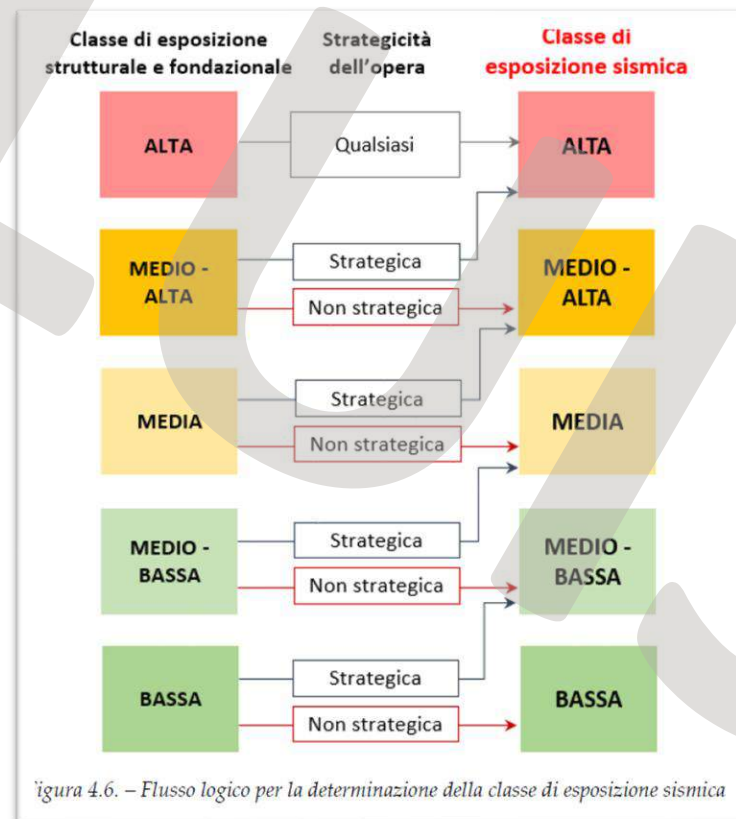 Classe di esposizione
strutturale e fondazionale
Strategicità
dell'opera
Classe di
esposizione sismica
ALTA
Qualsiasi
ALTA
MEDIO -
ALTA
Strategica
Non strategica
MEDIO -
ALTA
MEDIA
Strategica
Non strategica
MEDIA
MEDIO -
BASSA
Strategica
Non strategica
MEDIO -
BASSA
BASSA
Strategica
Non strategica
BASSA
igura 4.6. – Flusso logico per la determinazione della classe di esposizione sismica